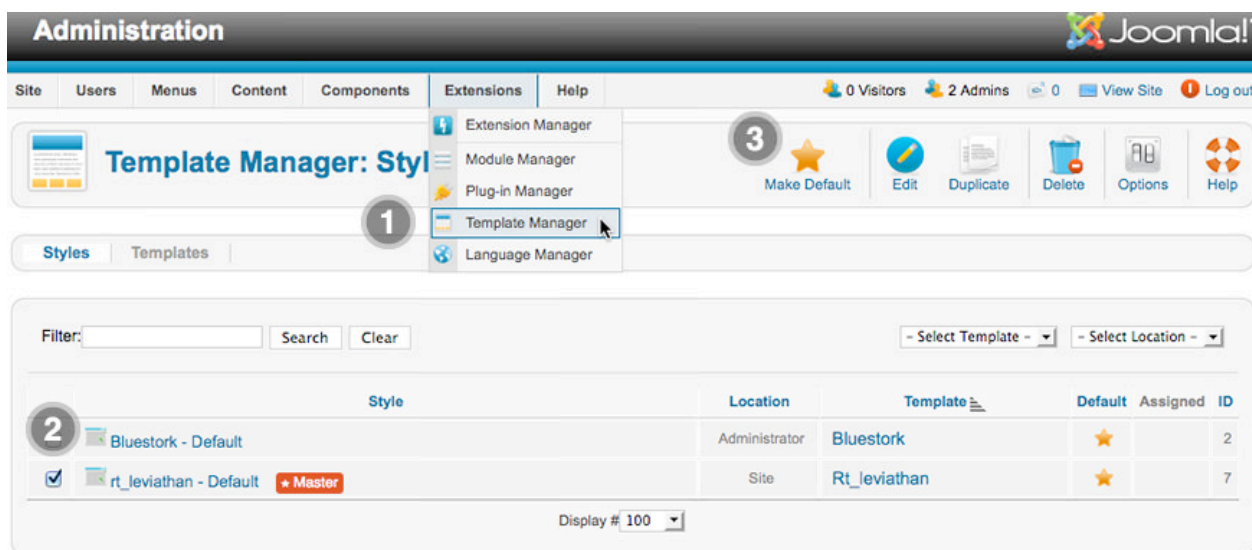 Administration
Joomla!
Site Users Menus Content Components Extensions Help 0 Visitors 2 Admins 0 View Site Log out
Extension Manager
Module Manager
Plug-in Manager
Template Manager
Language Manager
Template Manager: Styl
1
3
Make Default Edit Duplicate Delete Options Help
Styles Templates
Filter: Search Clear - Select Template - - Select Location -
Style Location Template Default Assigned ID
2
Bluestork - Default Administrator Bluestork 2
rt_leviathan - Default Master Site Rt_leviathan 7
Display # 100